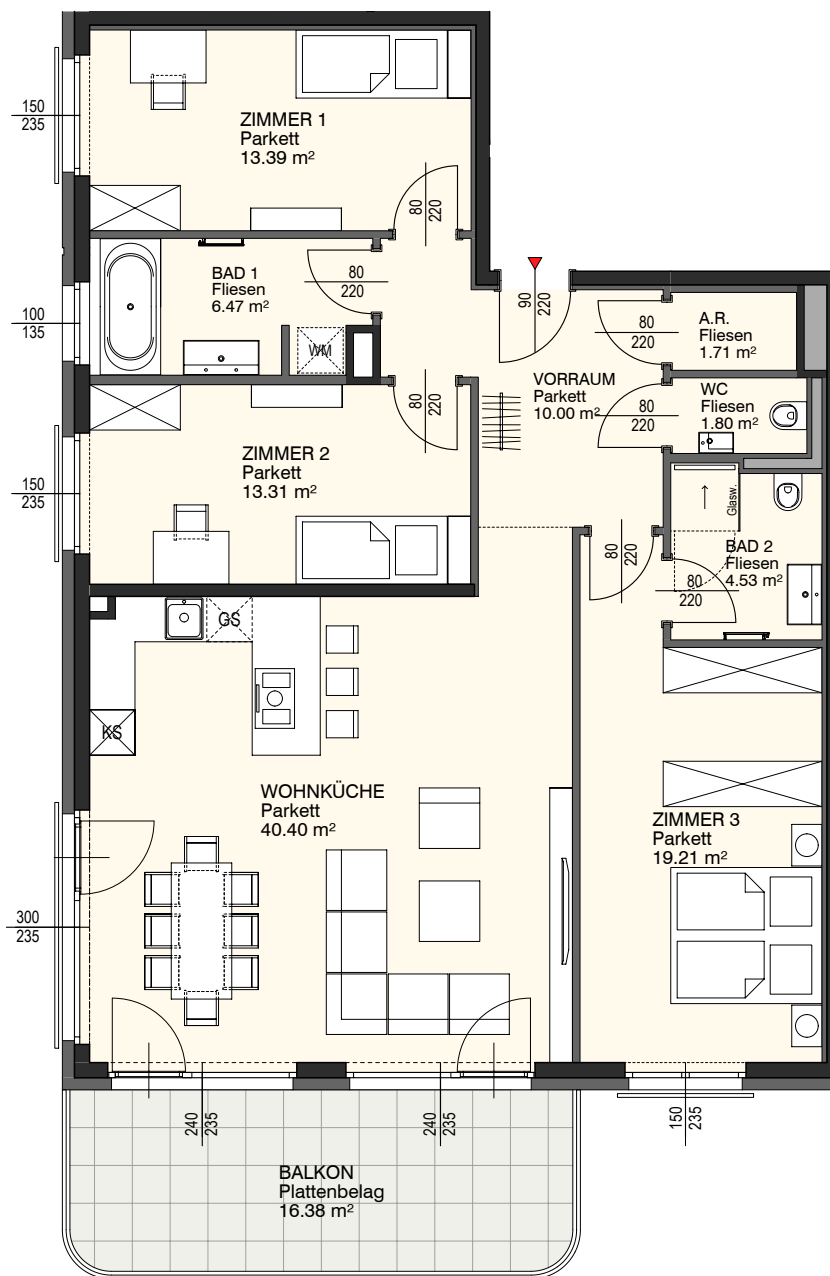 ZIMMER 1
Parkett
13.39 m²
150
235
80
220
BAD 1
Fliesen
6.47 m²
80
220
90
220
100
135
WM
80
220
A.R.
Fliesen
1.71 m²
VORRAUM
Parkett
10.00 m²
80
220
WC
Fliesen
1.80 m²
80
220
ZIMMER 2
Parkett
13.31 m²
150
235
Glasw.
80
220
BAD 2
Fliesen
4.53 m²
80
220
GS
KS
WOHNKÜCHE
Parkett
40.40 m²
ZIMMER 3
Parkett
19.21 m²
300
235
240
235
240
235
150
235
BALKON
Plattenbelag
16.38 m²